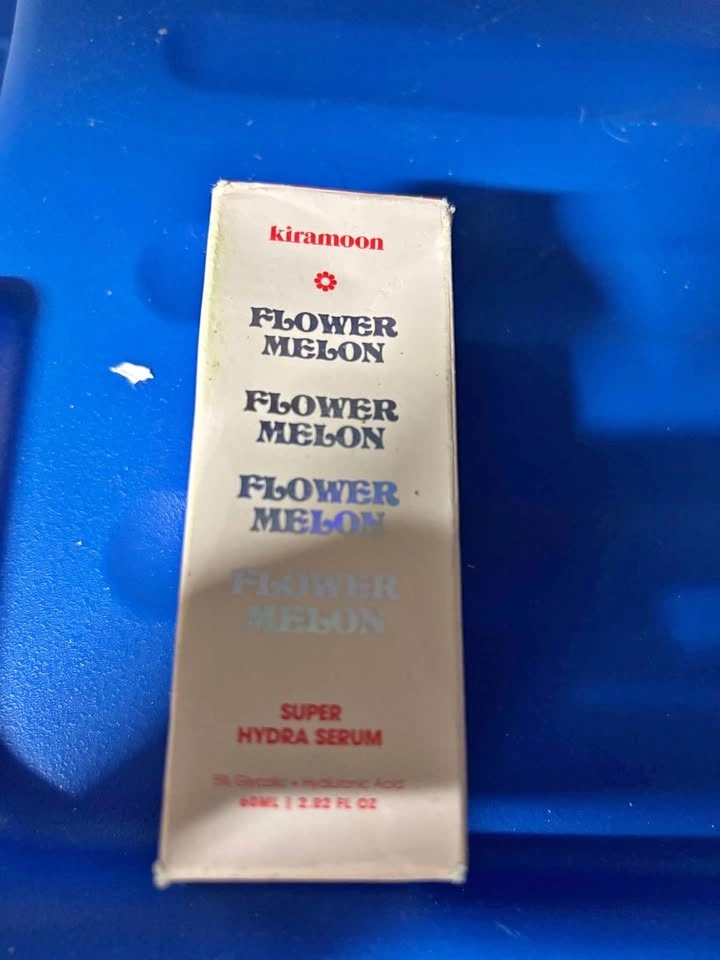 kiramoon
FLOWER
MELON
FLOWER
MELON
FLOWER
MELON
FLOWER
MELON
SUPER
HYDRA SERUM
5% Glycolic + Hyaluronic Acid
60ML | 2.02 FL OZ